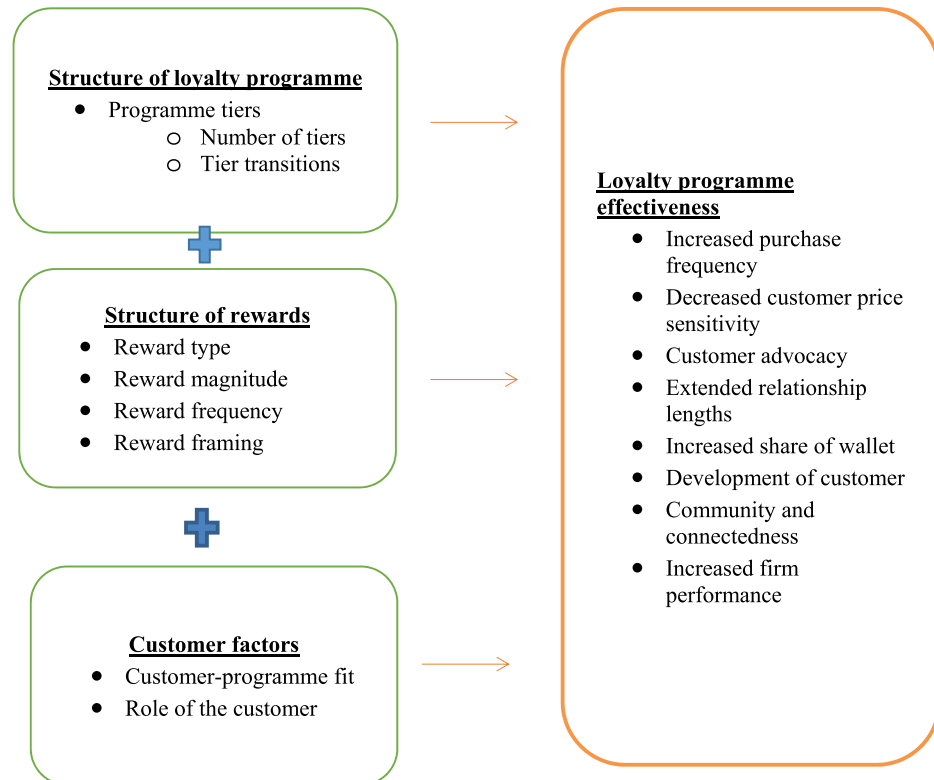 Structure of loyalty programme
● Programme tiers
o Number of tiers
o Tier transitions
Structure of rewards
● Reward type
● Reward magnitude
● Reward frequency
● Reward framing
Customer factors
● Customer-programme fit
● Role of the customer
Loyalty programme
effectiveness
● Increased purchase
frequency
● Decreased customer price
sensitivity
● Customer advocacy
● Extended relationship
lengths
● Increased share of wallet
● Development of customer
● Community and
connectedness
● Increased firm
performance